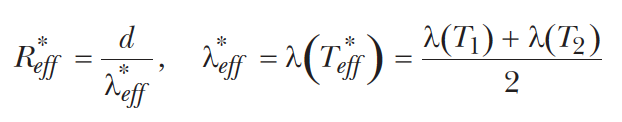 R*eff = d / λ*eff , λ*eff = λ(T*eff) = (λ(T1) + λ(T2)) / 2